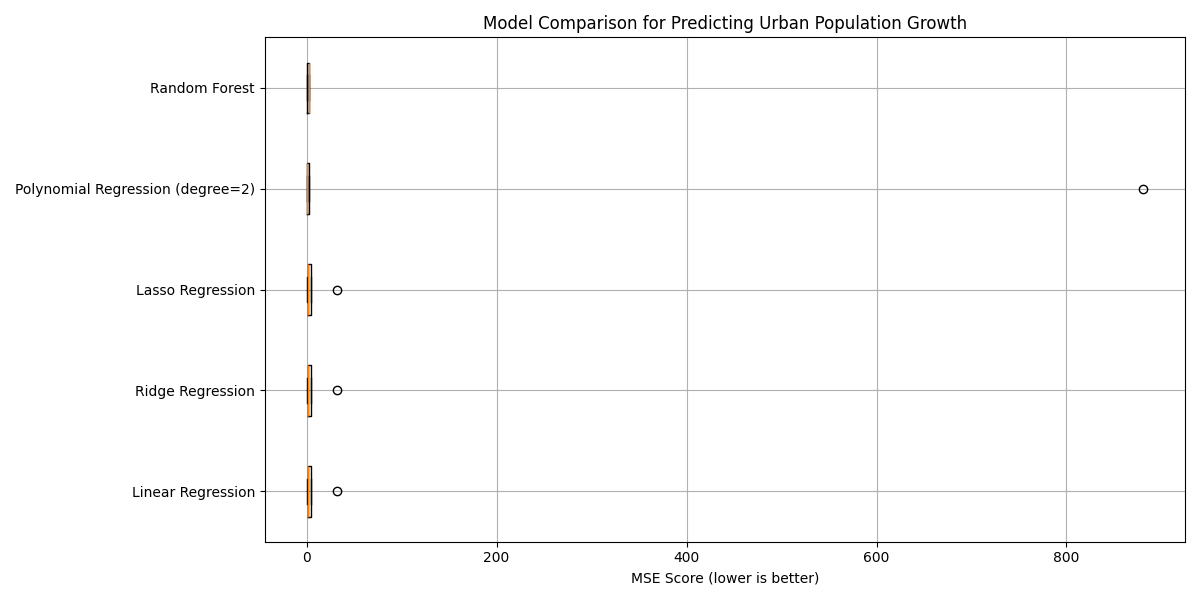 Model Comparison for Predicting Urban Population Growth
Random Forest
Polynomial Regression (degree=2)
Lasso Regression
Ridge Regression
Linear Regression
0 200 400 600 800
MSE Score (lower is better)